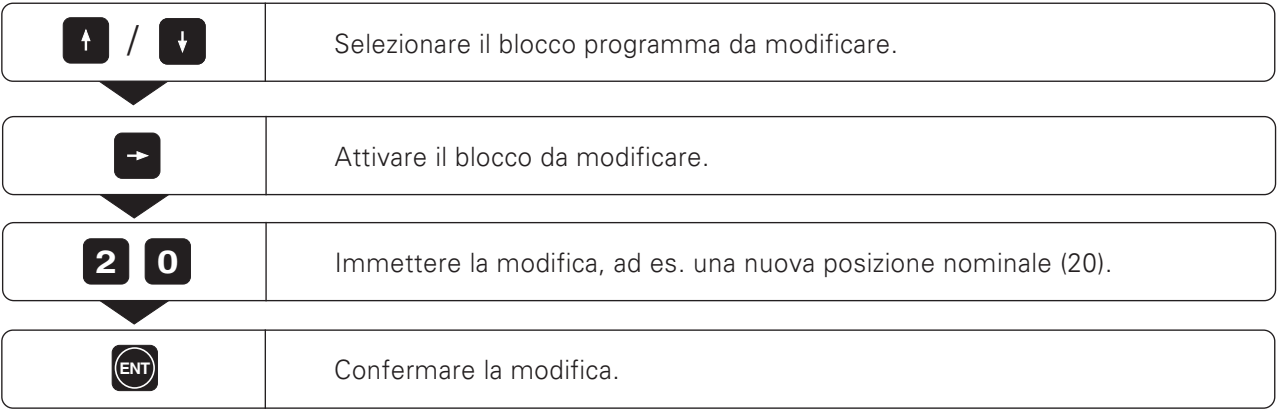 ↑ / ↓ Selezionare il blocco programma da modificare.
→ Attivare il blocco da modificare.
2 0 Immettere la modifica, ad es. una nuova posizione nominale (20).
ENT Confermare la modifica.